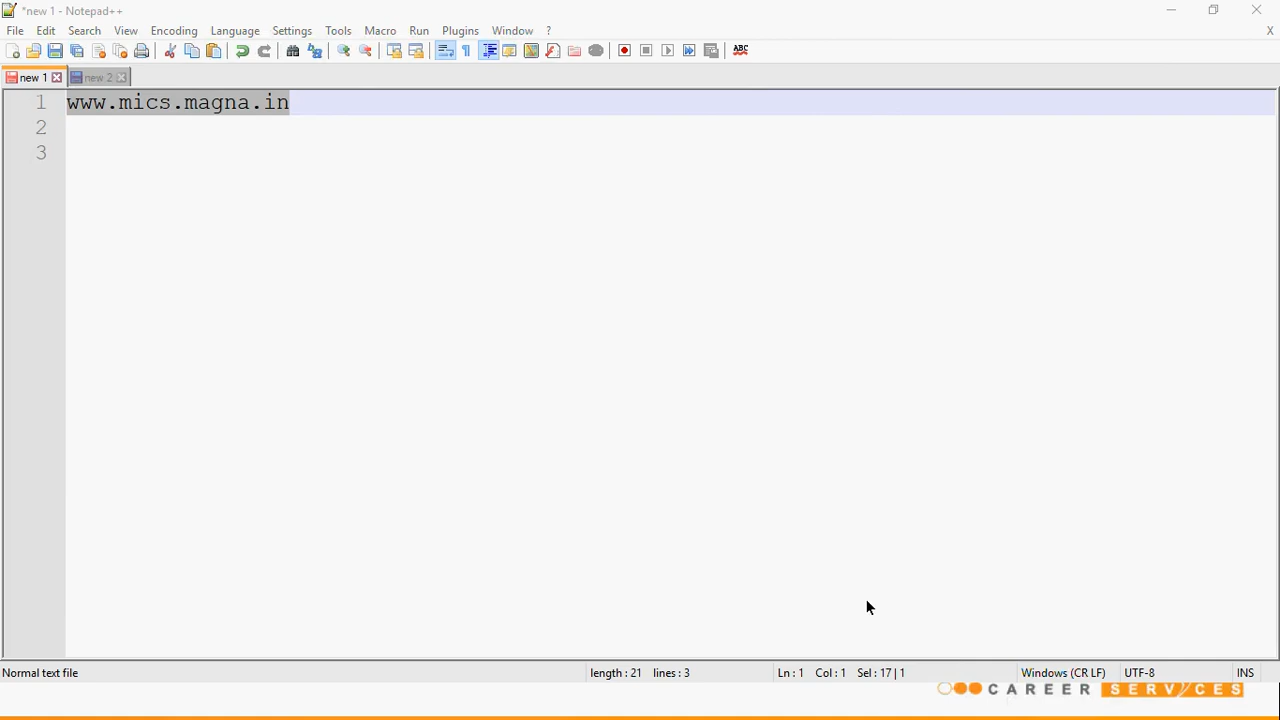 *new 1 - Notepad++
File Edit Search View Encoding Language Settings Tools Macro Run Plugins Window ? X
ABC
new 1 new 2
1 www.mics.magna.in
2
3
Normal text file length : 21 lines : 3 Ln : 1 Col : 1 Sel : 17 | 1 Windows (CR LF) UTF-8 INS
CAREER SERVICES